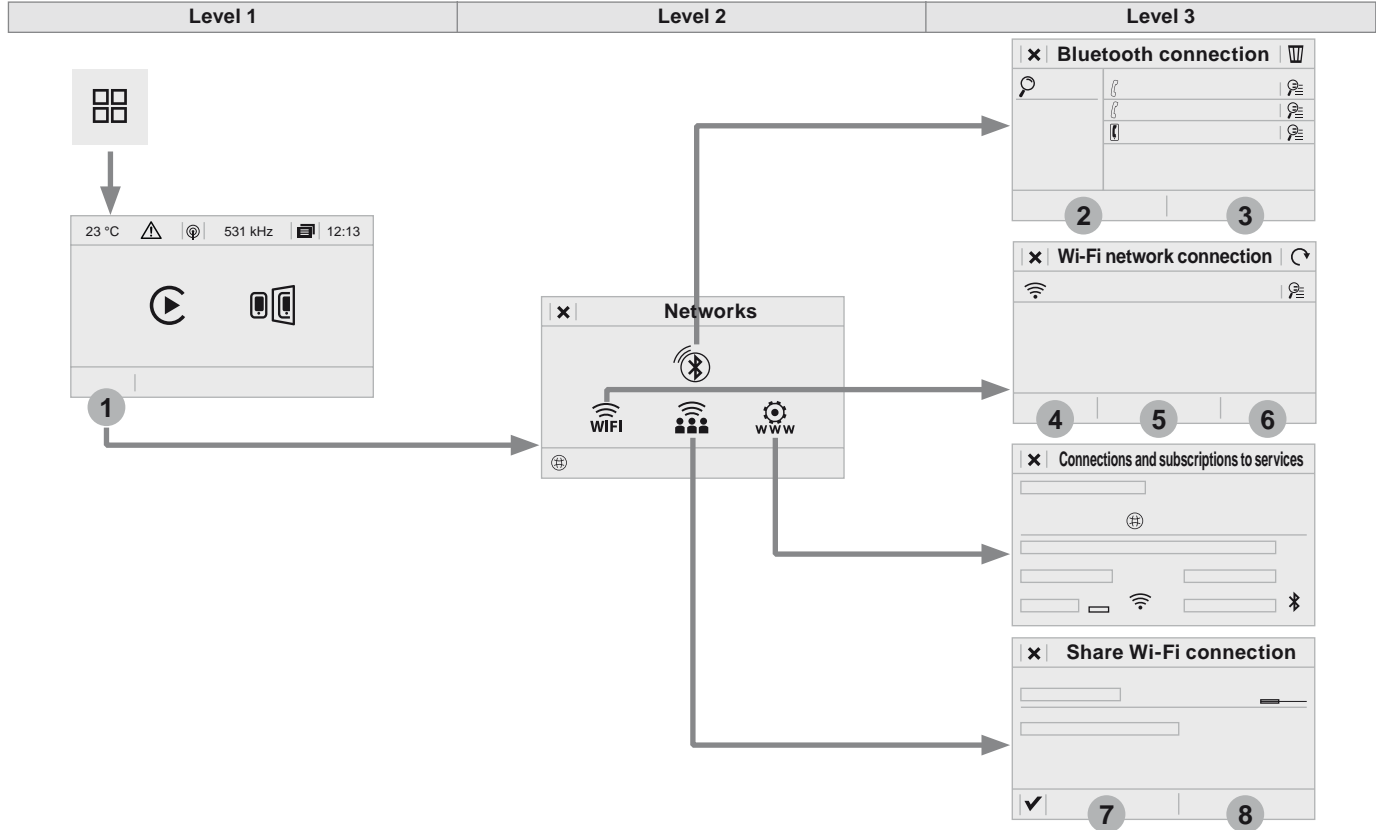 Level 1
Level 2
Level 3
Bluetooth connection
2
3
23 °C
531 kHz
12:13
Wi-Fi network connection
4
5
6
Networks
WIFI
www
1
Connections and subscriptions to services
Share Wi-Fi connection
7
8